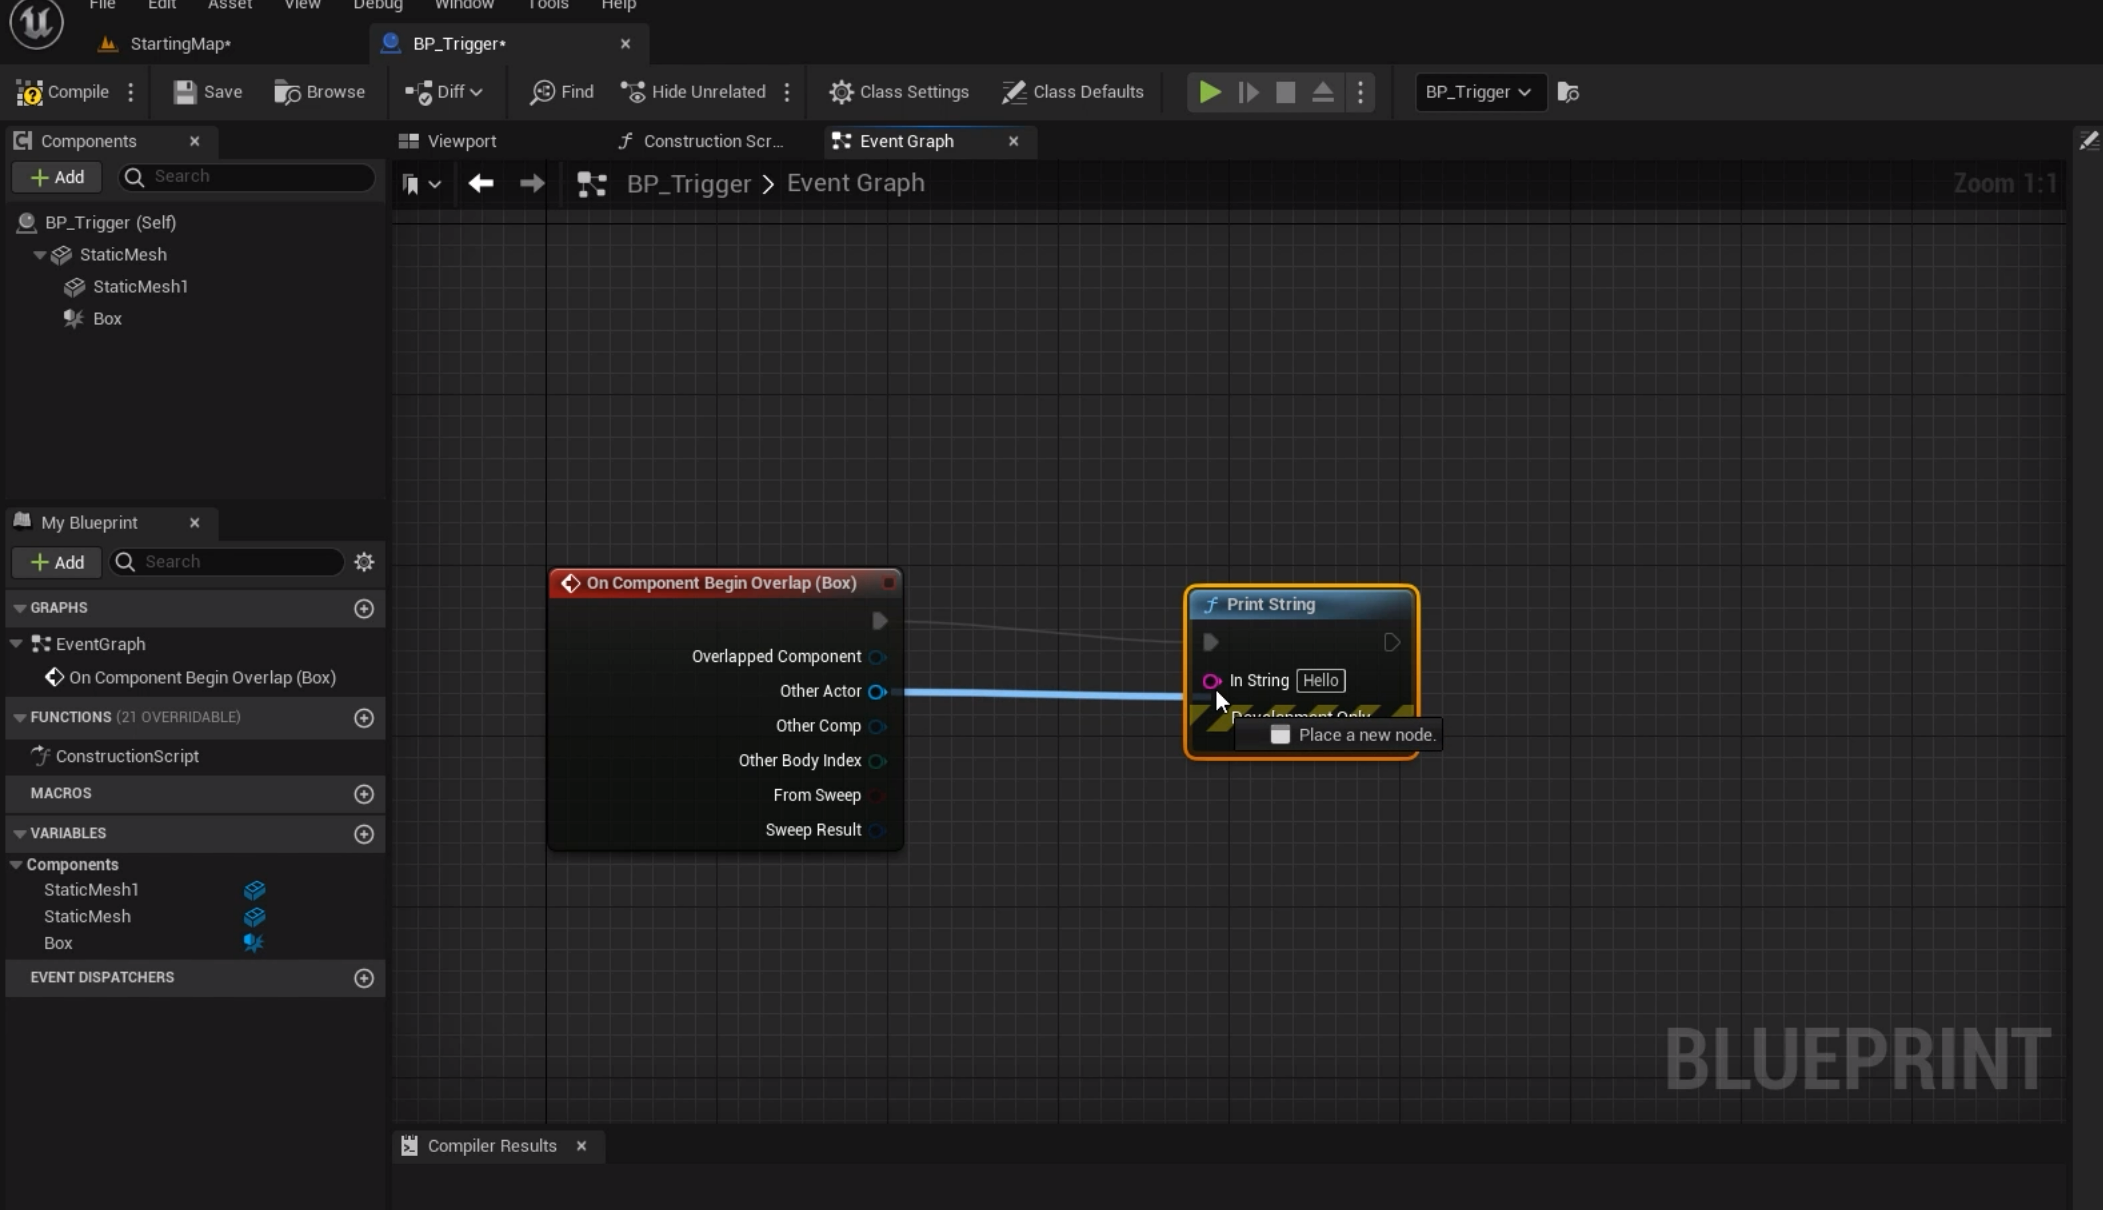 File Edit Asset View Debug Window Tools Help
StartingMap*
BP_Trigger*
Compile Save Browse Diff Find Hide Unrelated Class Settings Class Defaults BP_Trigger
Components
Viewport
Construction Scr...
Event Graph
Add
Search
BP_Trigger > Event Graph
Zoom 1:1
BP_Trigger (Self)
StaticMesh
StaticMesh1
Box
My Blueprint
Add
Search
GRAPHS
EventGraph
On Component Begin Overlap (Box)
FUNCTIONS (21 OVERRIDABLE)
ConstructionScript
MACROS
VARIABLES
Components
StaticMesh1
StaticMesh
Box
EVENT DISPATCHERS
On Component Begin Overlap (Box)
Overlapped Component
Other Actor
Other Comp
Other Body Index
From Sweep
Sweep Result
Print String
In String Hello
Development Only
Place a new node.
BLUEPRINT
Compiler Results